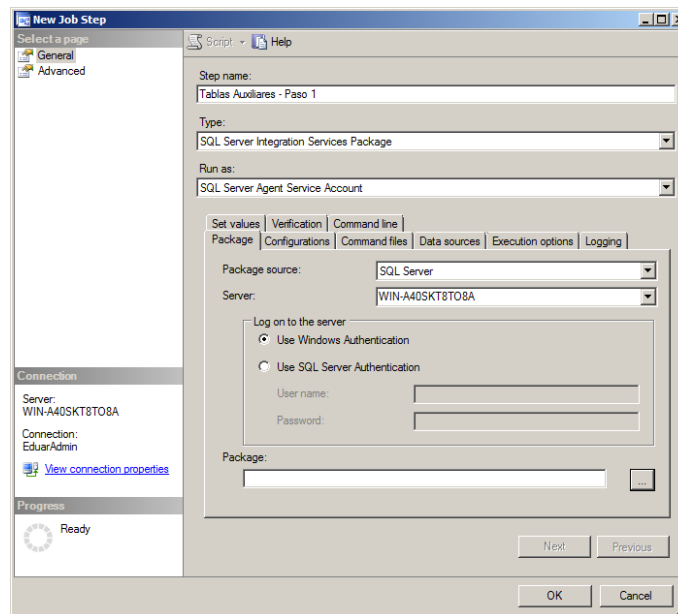 New Job Step
Select a page
General
Advanced
Script
Help
Step name:
Tablas Auxiliares - Paso 1
Type:
SQL Server Integration Services Package
Run as:
SQL Server Agent Service Account
Set values
Verification
Command line
Package
Configurations
Command files
Data sources
Execution options
Logging
Package source:
SQL Server
Server:
WIN-A40SKT8TO8A
Log on to the server
Use Windows Authentication
Use SQL Server Authentication
User name:
Password:
Package:
...
Connection
Server:
WIN-A40SKT8TO8A
Connection:
EduarAdmin
View connection properties
Progress
Ready
Next
Previous
OK
Cancel